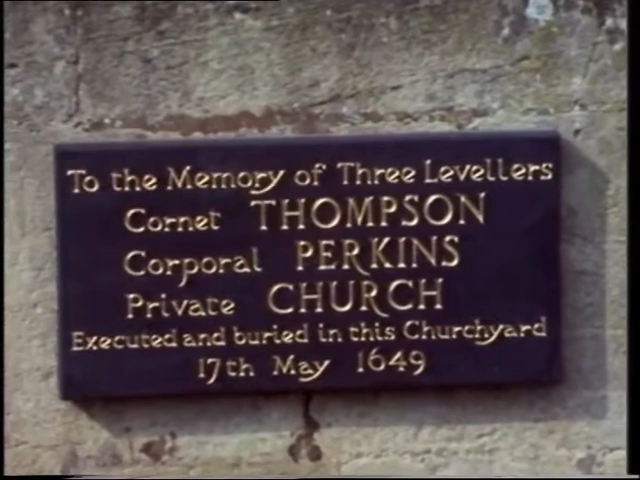 To the Memory of Three Levellers
Cornet THOMPSON
Corporal PERKINS
Private CHURCH
Executed and buried in this Churchyard
17th May 1649